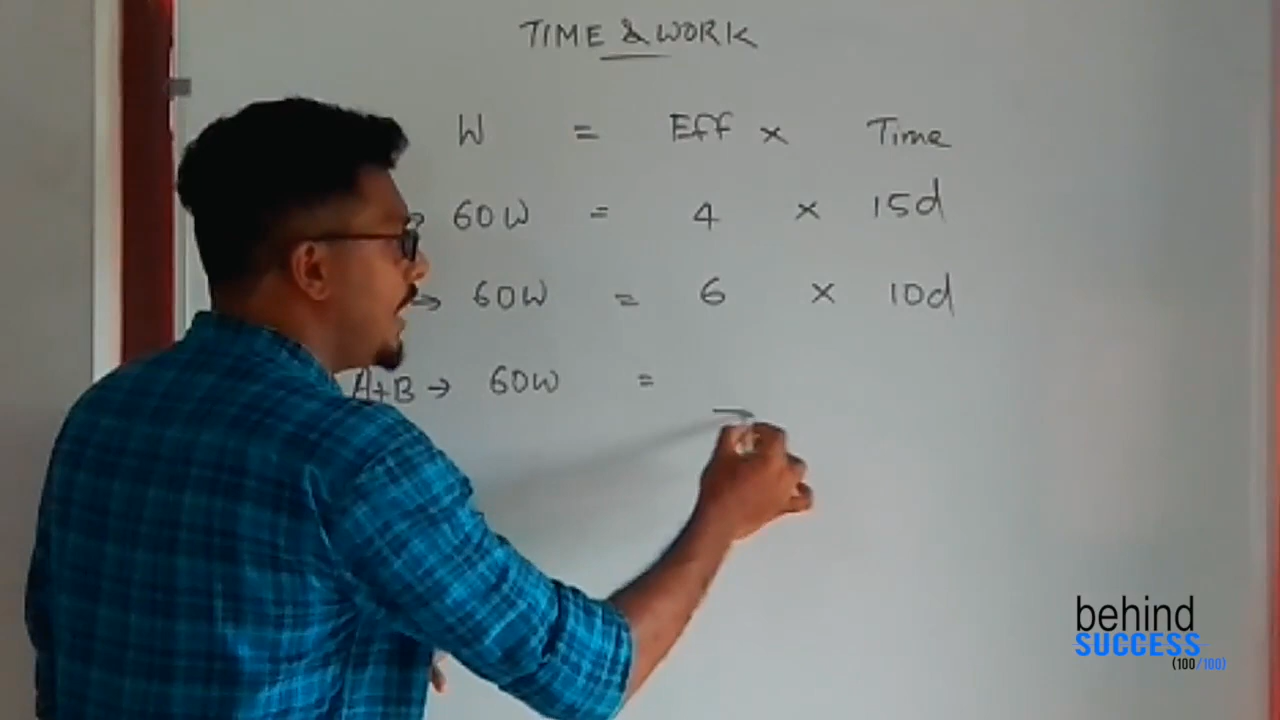 TIME & WORK
W = Eff × Time
→ 60W = 4 × 15d
→ 60W = 6 × 10d
A+B → 60W =
behind
SUCCESS
(100/100)